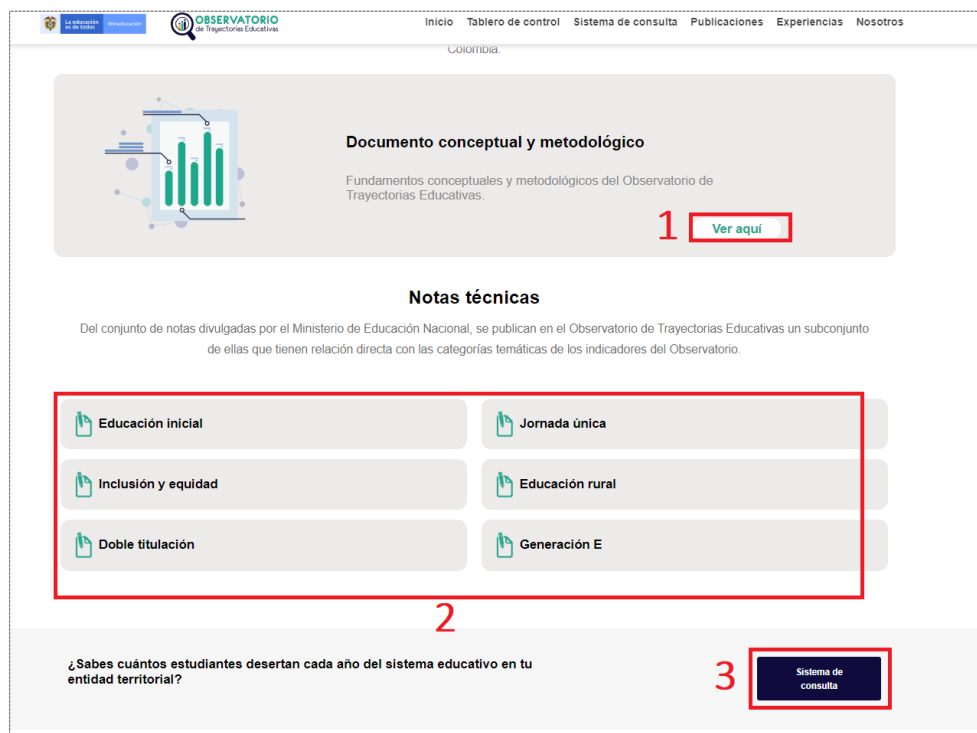 La educación
es de todos
Mineducación
OBSERVATORIO
de Trayectorias Educativas
Inicio Tablero de control Sistema de consulta Publicaciones Experiencias Nosotros
Colombia.
Documento conceptual y metodológico
Fundamentos conceptuales y metodológicos del Observatorio de
Trayectorias Educativas.
1
Ver aquí
Notas técnicas
Del conjunto de notas divulgadas por el Ministerio de Educación Nacional, se publican en el Observatorio de Trayectorias Educativas un subconjunto
de ellas que tienen relación directa con las categorías temáticas de los indicadores del Observatorio.
Educación inicial
Jornada única
Inclusión y equidad
Educación rural
Doble titulación
Generación E
2
¿Sabes cuántos estudiantes desertan cada año del sistema educativo en tu
entidad territorial?
3
Sistema de
consulta